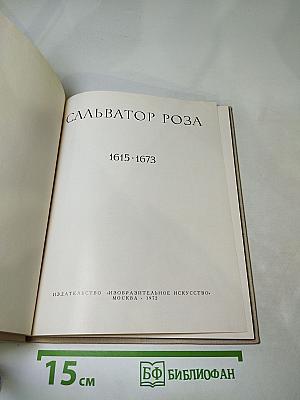 САЛЬВАТОР РОЗА
1615·1673
ИЗДАТЕЛЬСТВО «ИЗОБРАЗИТЕЛЬНОЕ ИСКУССТВО»
МОСКВА · 1972
15 см
БФ БИБЛИОФАН